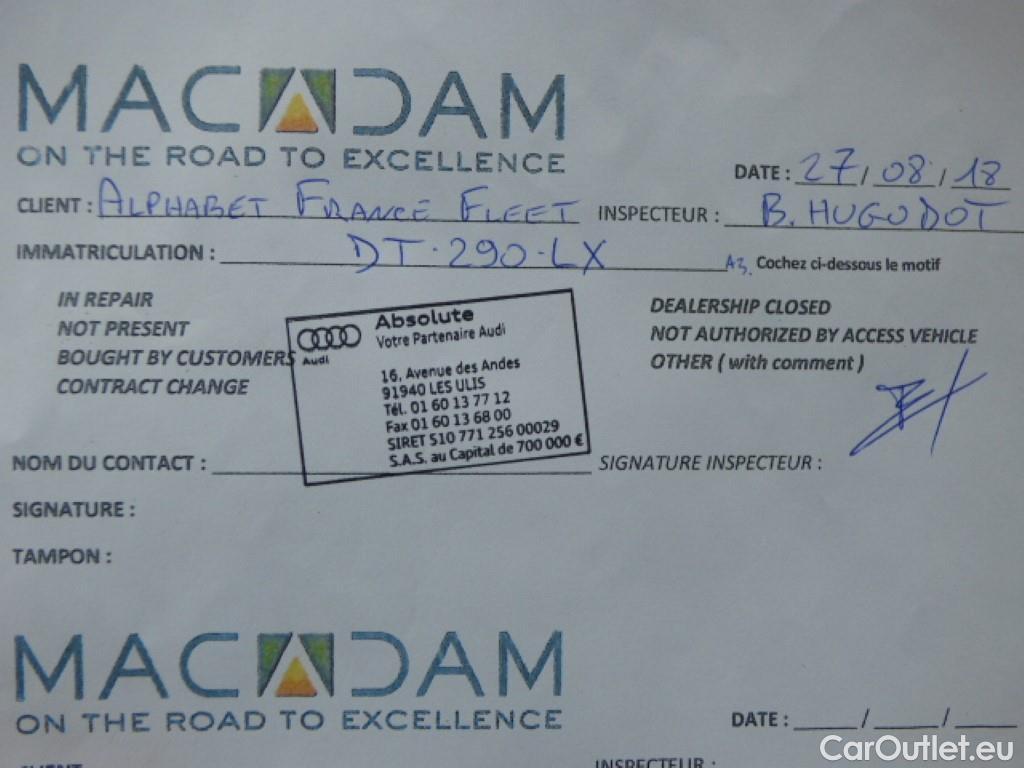 MACADAM
ON THE ROAD TO EXCELLENCE
DATE : 27 / 08 / 18
CLIENT : ALPHABET FRANCE FLEET INSPECTEUR : B. HUGODOT
IMMATRICULATION : DT-290-LX A3. Cochez ci-dessous le motif
IN REPAIR
NOT PRESENT
BOUGHT BY CUSTOMERS
CONTRACT CHANGE
DEALERSHIP CLOSED
NOT AUTHORIZED BY ACCESS VEHICLE
OTHER ( with comment )
Audi
Absolute
Votre Partenaire Audi
16, Avenue des Andes
91940 LES ULIS
Tél. 01 60 13 77 12
Fax 01 60 13 68 00
SIRET 510 771 256 00029
S.A.S. au Capital de 700 000 €
NOM DU CONTACT : SIGNATURE INSPECTEUR :
SIGNATURE :
TAMPON :
MACADAM
ON THE ROAD TO EXCELLENCE
DATE : / /
CLIENT INSPECTEUR :
CarOutlet.eu